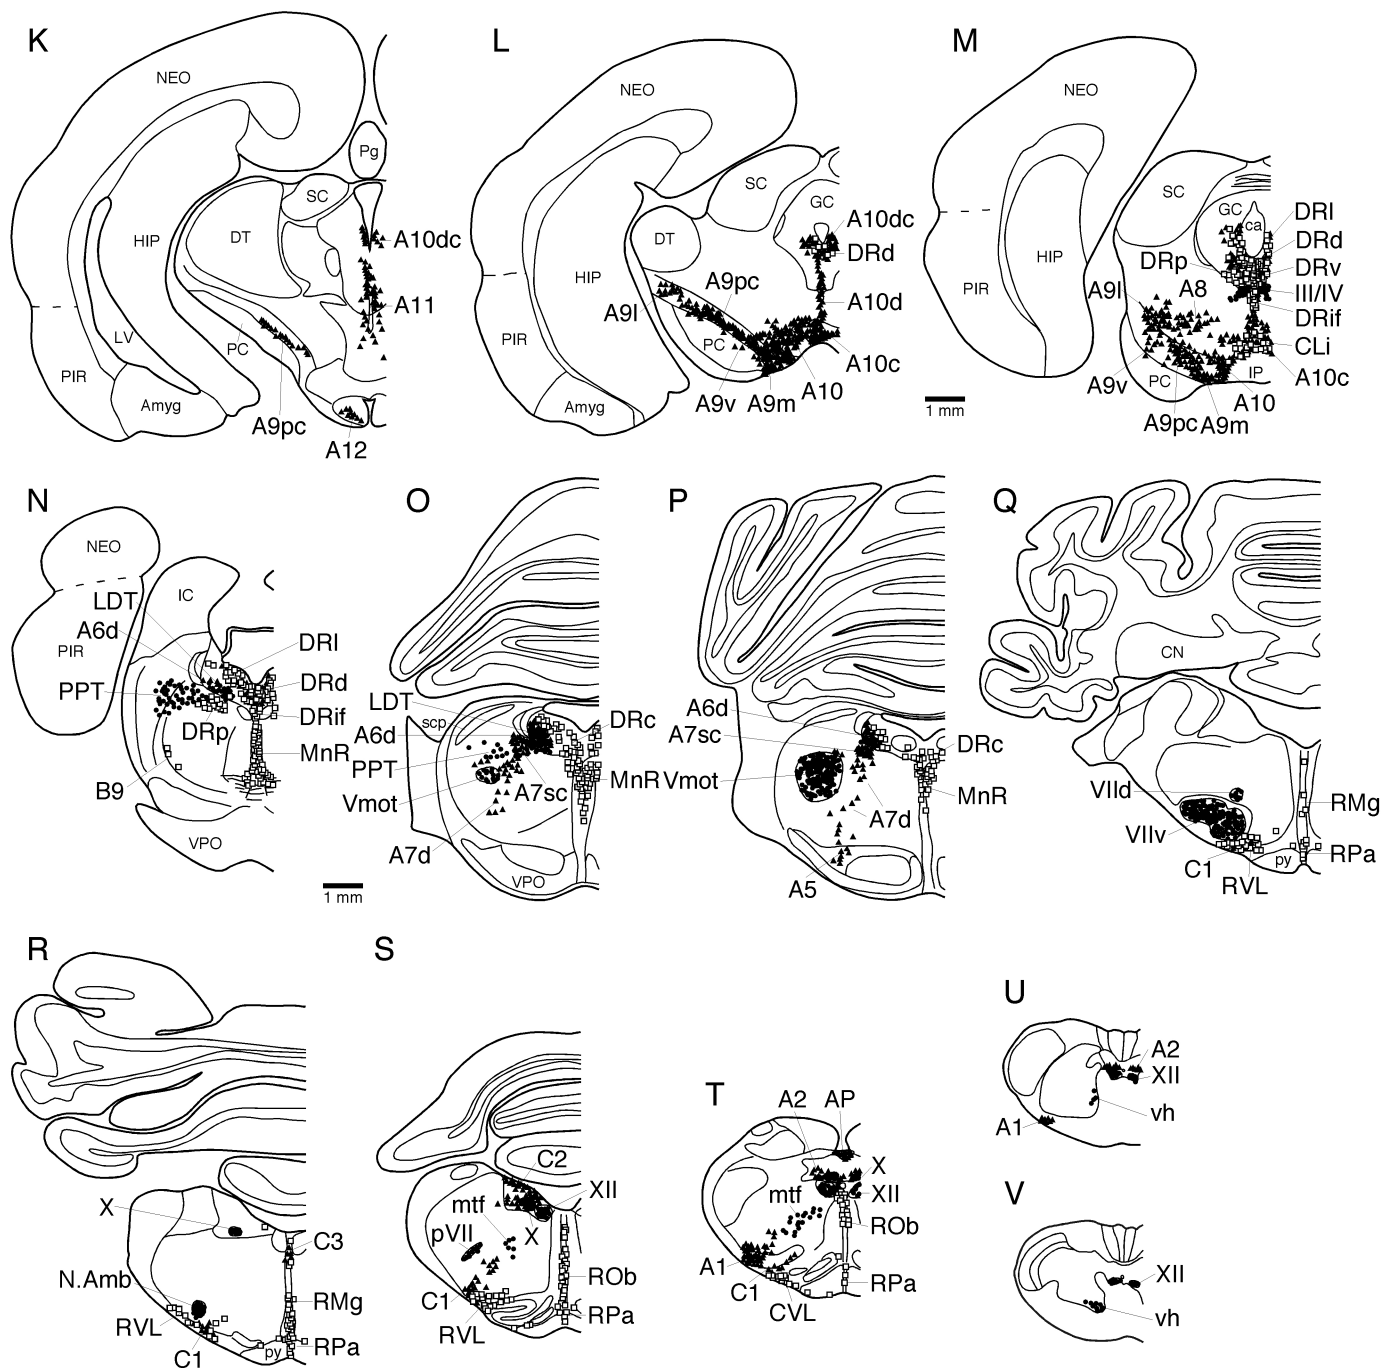 K
NEO
Pg
SC
DT
HIP
A10dc
A11
LV
PC
PIR
Amyg
A9pc
A12
L
NEO
SC
GC
A10dc
DT
DRd
HIP
A9pc
A10d
A9l
PIR
PC
A10c
A9v
A9m
A10
Amyg
M
NEO
SC
GC
ca
DRl
DRd
DRp
DRv
HIP
A9l
A8
III/IV
PIR
DRif
CLi
A9v
PC
IP
A10c
A10
A9pc
A9m
1 mm
N
NEO
LDT
IC
A6d
PIR
DRl
PPT
DRd
DRp
DRif
MnR
B9
VPO
O
LDT
scp
DRc
A6d
PPT
MnR
Vmot
A7sc
A7d
VPO
1 mm
P
A6d
A7sc
DRc
Vmot
MnR
A7d
A5
Q
CN
VIId
RMg
VIIv
C1
py
RPa
RVL
R
X
C3
N.Amb
RMg
RVL
C1
py
RPa
S
C2
XII
mtf
X
pVII
ROb
C1
RVL
RPa
T
A2
AP
X
mtf
XII
ROb
A1
C1
RPa
CVL
U
A2
XII
vh
A1
V
XII
vh